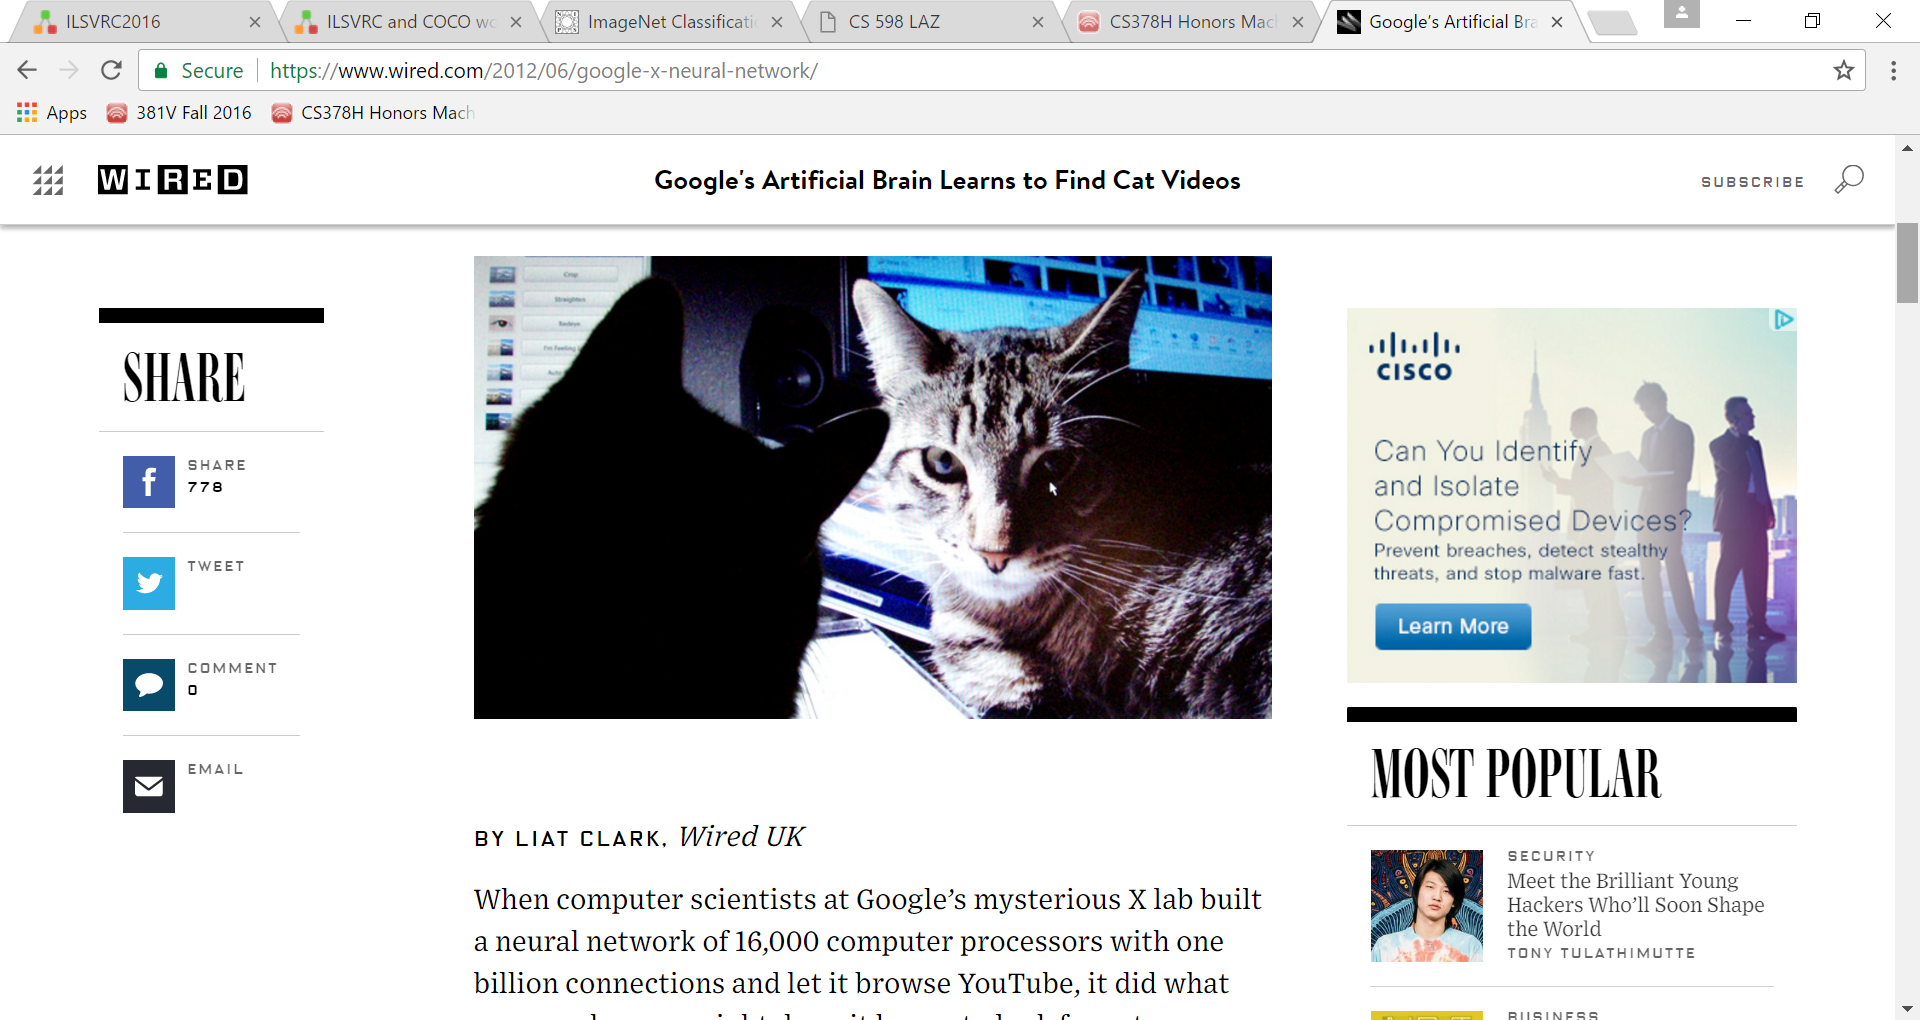 ILSVRC2016
ILSVRC and COCO wo
ImageNet Classificati
CS 598 LAZ
CS378H Honors Mac
Google's Artificial Bra
Secure
https://www.wired.com/2012/06/google-x-neural-network/
Apps
381V Fall 2016
CS378H Honors Mach
WIRED
Google's Artificial Brain Learns to Find Cat Videos
SUBSCRIBE
SHARE
SHARE
778
TWEET
COMMENT
0
EMAIL
Crop
Straighten
Redeye
BY LIAT CLARK, Wired UK
When computer scientists at Google’s mysterious X lab built
a neural network of 16,000 computer processors with one
billion connections and let it browse YouTube, it did what
CISCO
Can You Identify
and Isolate
Compromised Devices?
Prevent breaches, detect stealthy
threats, and stop malware fast.
Learn More
MOST POPULAR
SECURITY
Meet the Brilliant Young
Hackers Who’ll Soon Shape
the World
TONY TULATHIMUTTE
BUSINESS